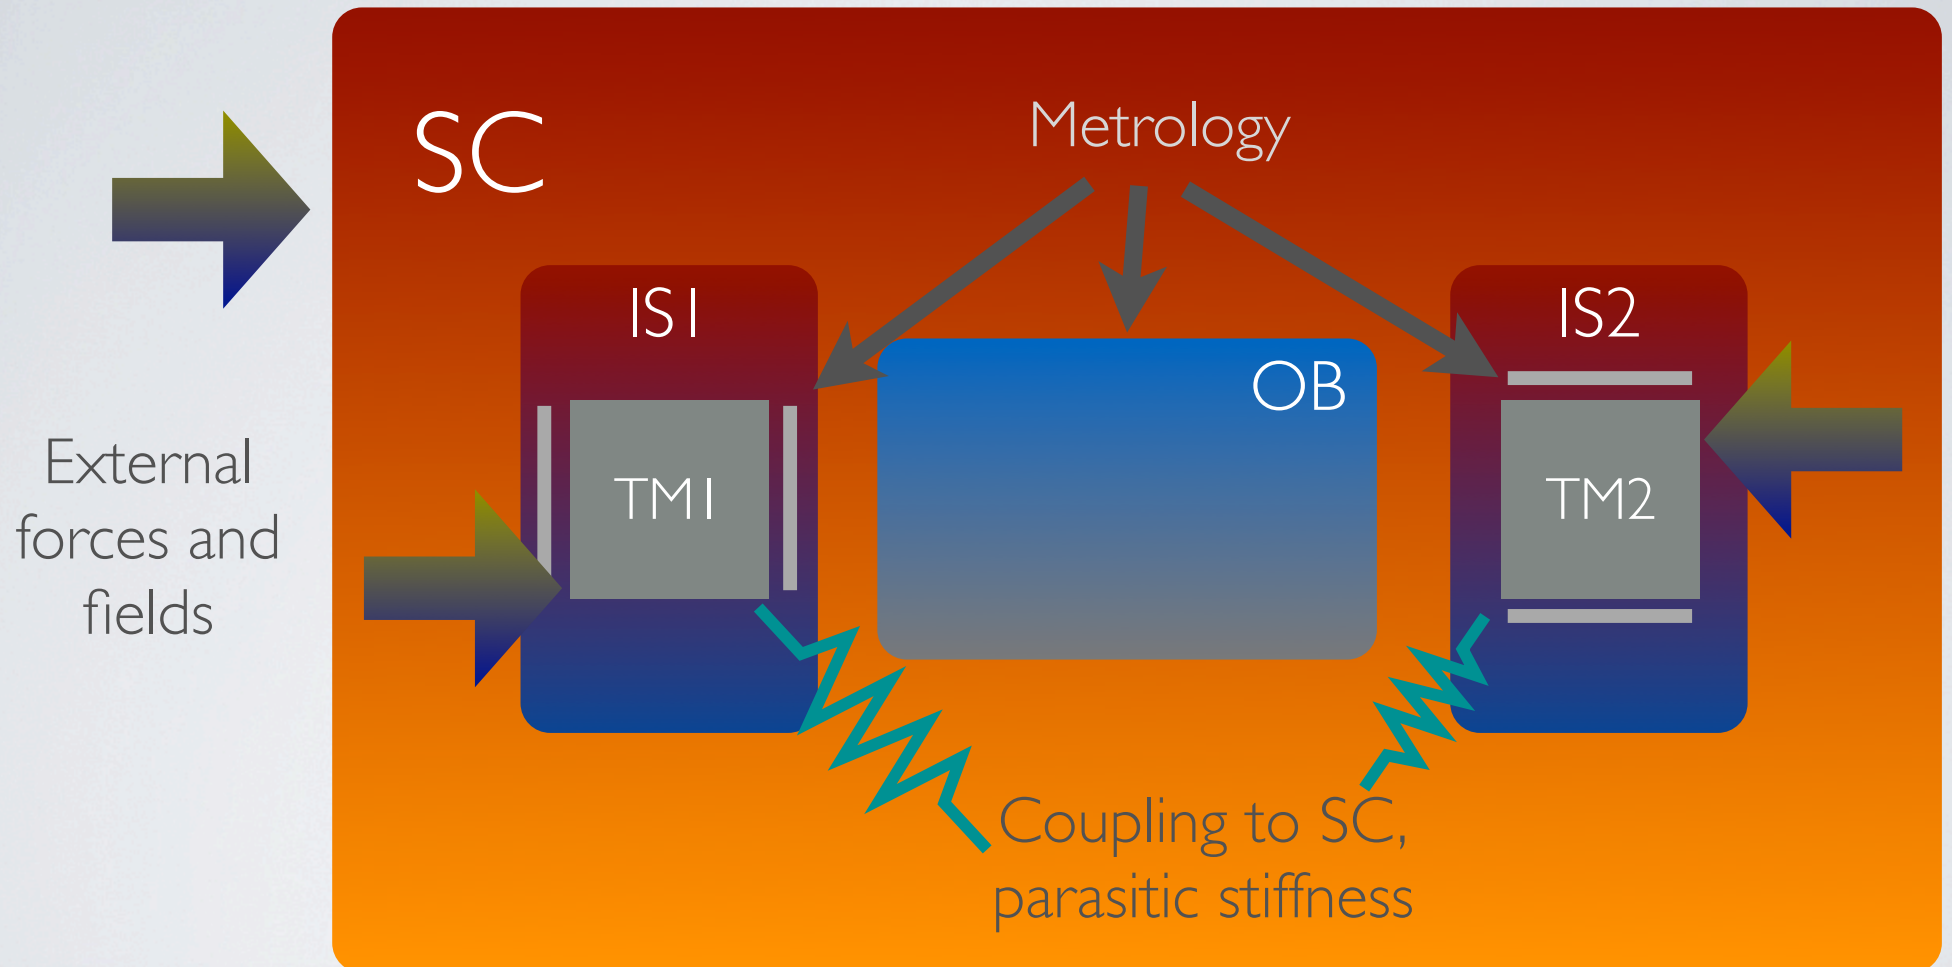 SC
Metrology
IS1
IS2
OB
TM1
TM2
External
forces and
fields
Coupling to SC,
parasitic stiffness